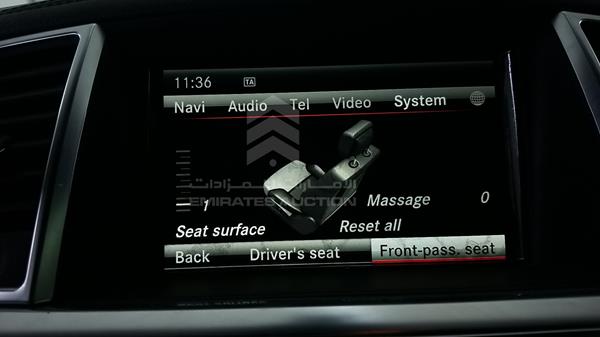 11:36 TA
Navi Audio Tel Video System
الامارات للمزادات
EMIRATES AUCTION
1
Massage 0
Seat surface Reset all
Back Driver's seat Front-pass. seat